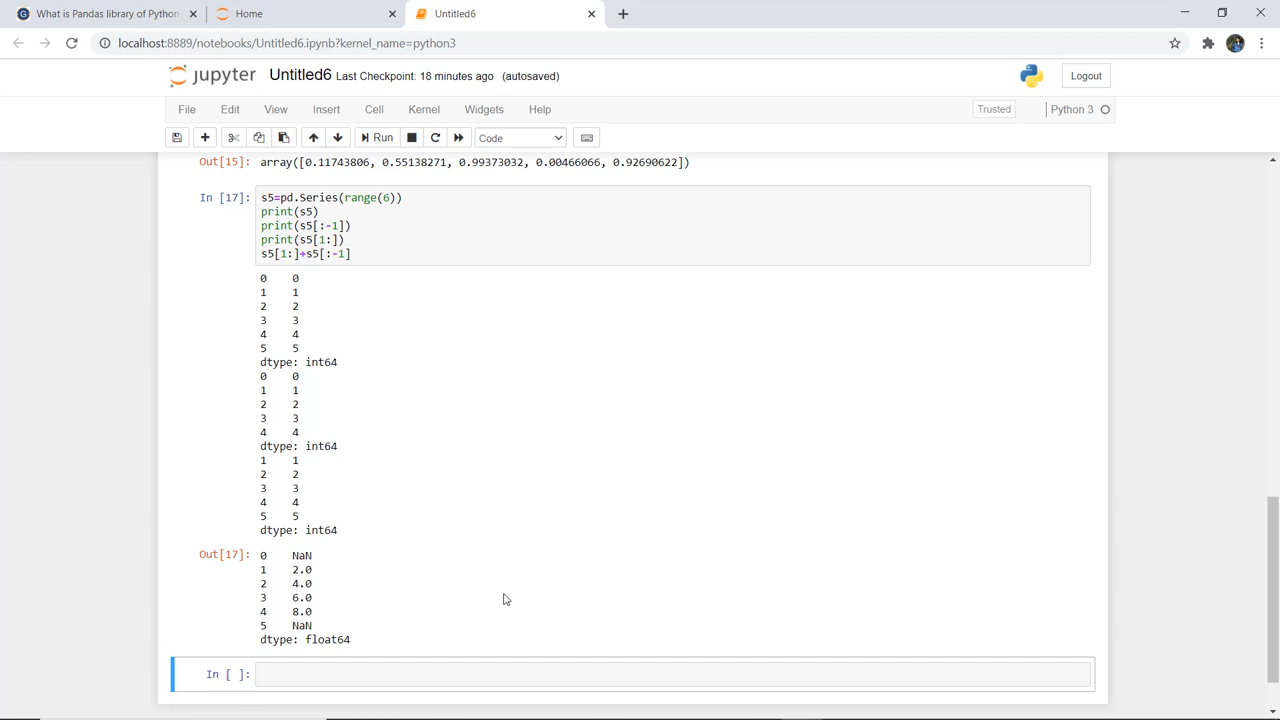 What is Pandas library of Python
Home
Untitled6
localhost:8889/notebooks/Untitled6.ipynb?kernel_name=python3
jupyter Untitled6 Last Checkpoint: 18 minutes ago (autosaved)
Logout
File Edit View Insert Cell Kernel Widgets Help
Trusted
Python 3
Run
Code
Out[15]: array([0.11743806, 0.55138271, 0.99373032, 0.00466066, 0.92690622])
In [17]: s5=pd.Series(range(6))
print(s5)
print(s5[:-1])
print(s5[1:])
s5[1:]+s5[:-1]
0 0
1 1
2 2
3 3
4 4
5 5
dtype: int64
0 0
1 1
2 2
3 3
4 4
dtype: int64
1 1
2 2
3 3
4 4
5 5
dtype: int64
Out[17]: 0 NaN
1 2.0
2 4.0
3 6.0
4 8.0
5 NaN
dtype: float64
In [ ]: